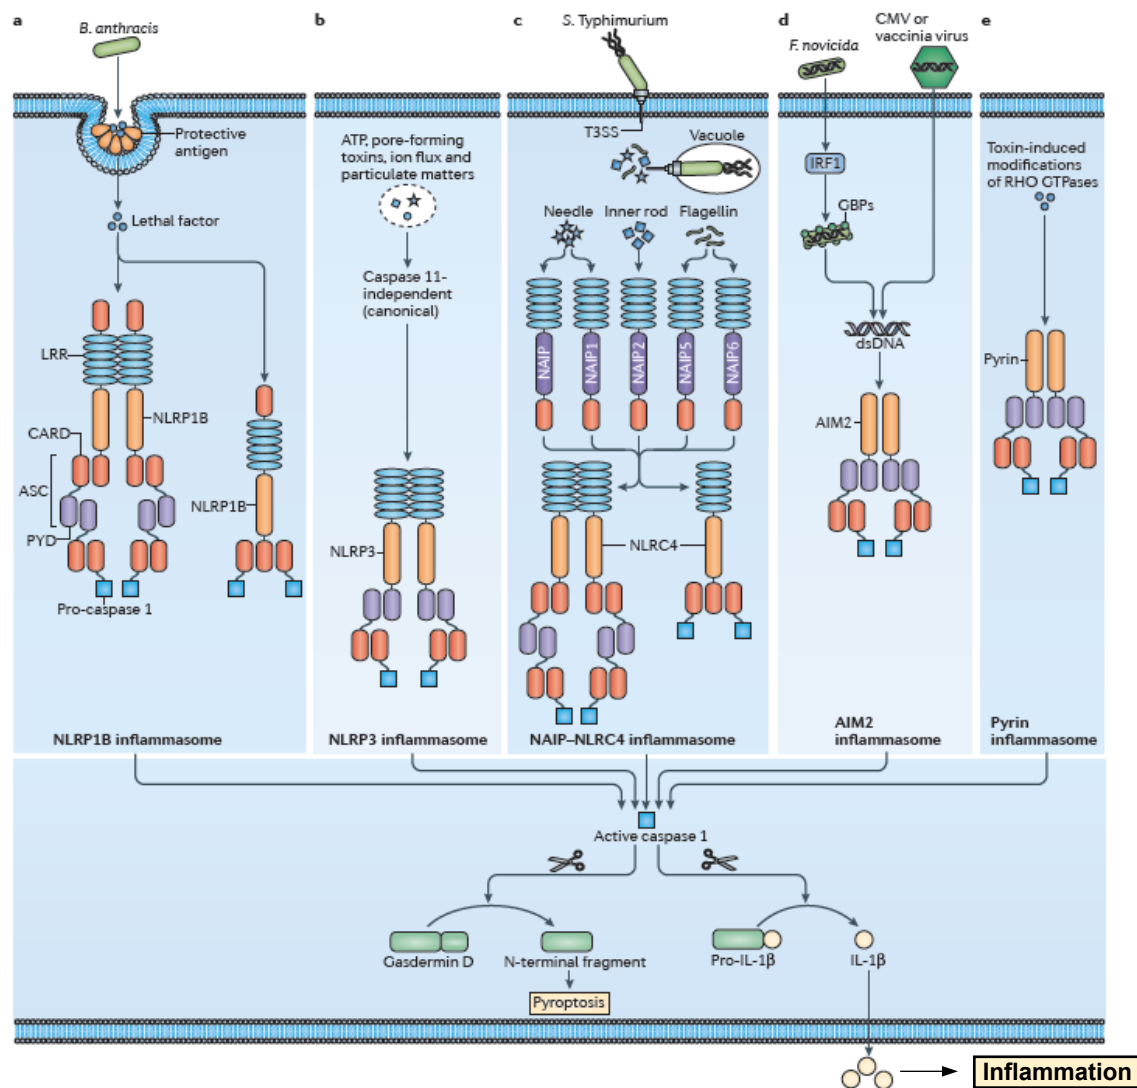 a
B. anthracis
Protective
antigen
Lethal factor
LRR
NLRP1B
CARD
ASC
NLRP1B
PYD
Pro-caspase 1
NLRP1B inflammasome
b
ATP, pore-forming
toxins, ion flux and
particulate matters
Caspase 11-
independent
(canonical)
NLRP3
NLRP3 inflammasome
c
S. Typhimurium
T3SS
Vacuole
Needle
Inner rod
Flagellin
NAIP
NAIP1
NAIP2
NAIP5
NAIP6
NLRC4
NAIP–NLRC4 inflammasome
d
CMV or
vaccinia virus
F. novicida
IRF1
GBPs
dsDNA
AIM2
AIM2
inflammasome
e
Toxin-induced
modifications
of RHO GTPases
Pyrin
Pyrin
inflammasome
Active caspase 1
Gasdermin D
N-terminal fragment
Pro-IL-1β
IL-1β
Pyroptosis
Inflammation